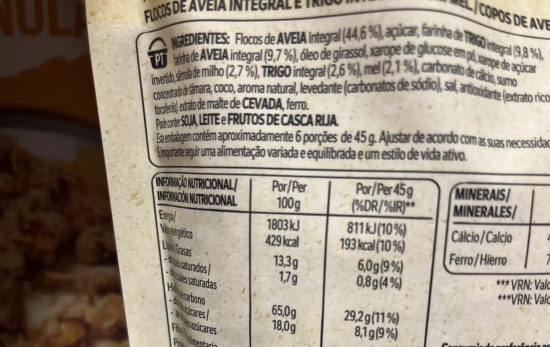 FLOCOS DE AVEIA INTEGRAL E TRIGO
MEL / COPOS DE AVE
PT
INGREDIENTES: Flocos de AVEIA integral (44,6 %), açúcar, farinha de TRIGO integral (9,8 %),
farinha de AVEIA integral (9,7 %), óleo de girassol, xarope de glucose em pó, xarope de açúcar
invertido, sêmola de milho (2,7 %), TRIGO integral (2,6 %), mel (2,1 %), carbonato de cálcio, sumo
concentrado de tâmara, coco, aroma natural, levedante (carbonatos de sódio), sal, antioxidante (extrato rico
tocoferóis), extrato de malte de CEVADA, ferro.
Pode conter SOJA, LEITE e FRUTOS DE CASCA RIJA.
Esta embalagem contém aproximadamente 6 porções de 45 g. Ajustar de acordo com as suas necessidad
É importante seguir uma alimentação variada e equilibrada e um estilo de vida ativo.
INFORMAÇÃO NUTRICIONAL/
INFORMACIÓN NUTRICIONAL
Por/Per
100g
Por/Per 45g
(%DR/%IR)**
Energia/
energético
1803 kJ
429 kcal
811 kJ (10 %)
193 kcal (10 %)
Grasas
13,3g
6,0g (9 %)
saturados/
saturadas
1,7g
0,8g (4 %)
carbono
65,0g
29,2g (11 %)
açúcares/
azúcares
18,0g
8,1g (9 %)
MINERAIS/
MINERALES/
Cálcio/Calcio
Ferro/Hierro
*** VRN: Valo
***VRN: Valo